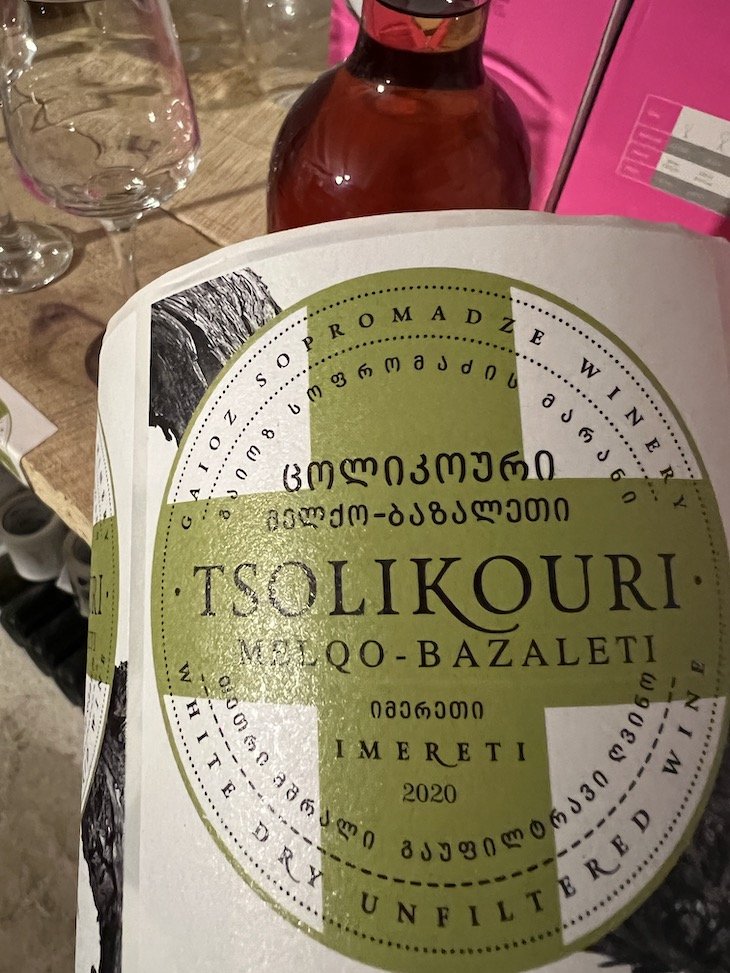 GAIOZ SOPROMADZE WINERY
გაიოზ სოფრომაძის მარანი
ცოლიკოური
მელქო-ბაზალეთი
TSOLIKOURI
MELQO-BAZALETI
იმერეთი
IMERETI
2020
თეთრი მშრალი გაუფილტრავი ღვინო
WHITE DRY UNFILTERED WINE
RI